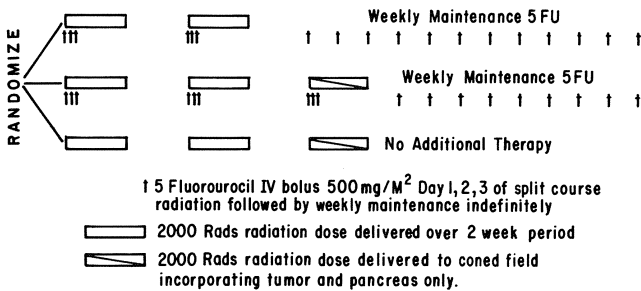 Weekly Maintenance 5FU
RANDOMIZE
Weekly Maintenance 5FU
No Additional Therapy
↑ 5 Fluorourocil IV bolus 500mg/M² Day 1,2,3 of split course
radiation followed by weekly maintenance indefinitely
2000 Rads radiation dose delivered over 2 week period
2000 Rads radiation dose delivered to coned field
incorporating tumor and pancreas only.